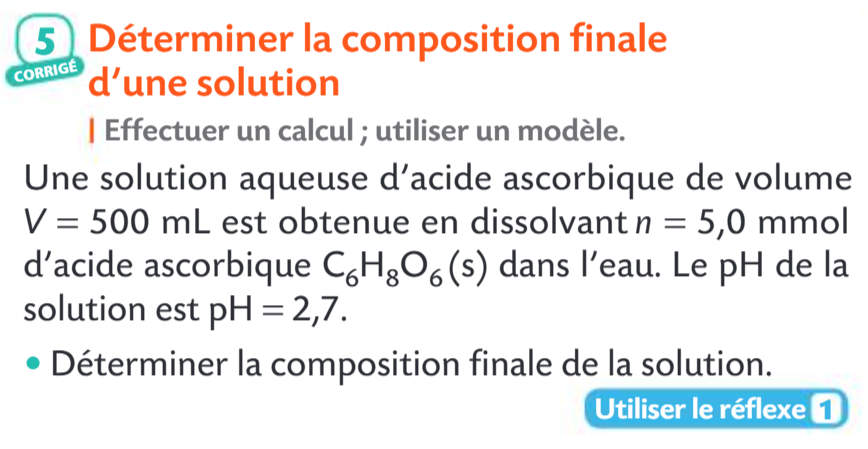 5 Déterminer la composition finale
CORRIGÉ d’une solution
| Effectuer un calcul ; utiliser un modèle.
Une solution aqueuse d’acide ascorbique de volume
V = 500 mL est obtenue en dissolvant n = 5,0 mmol
d’acide ascorbique C₆H₈O₆(s) dans l’eau. Le pH de la
solution est pH = 2,7.
• Déterminer la composition finale de la solution.
Utiliser le réflexe 1